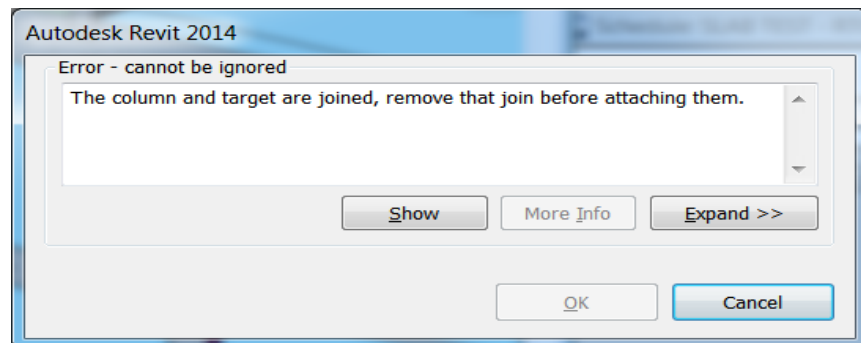 Autodesk Revit 2014
Error - cannot be ignored
The column and target are joined, remove that join before attaching them.
Show
More Info
Expand >>
OK
Cancel